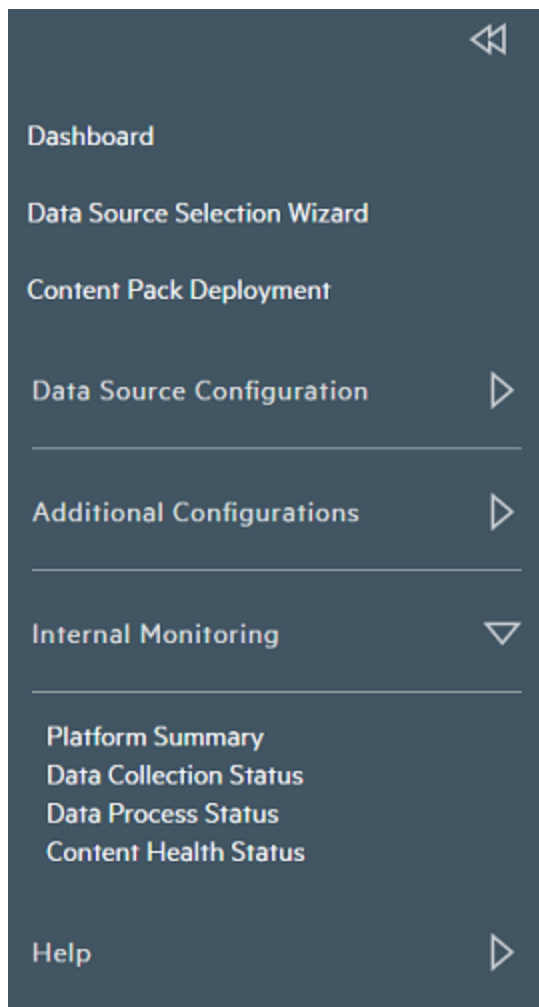 Dashboard
Data Source Selection Wizard
Content Pack Deployment
Data Source Configuration
Additional Configurations
Internal Monitoring
Platform Summary
Data Collection Status
Data Process Status
Content Health Status
Help